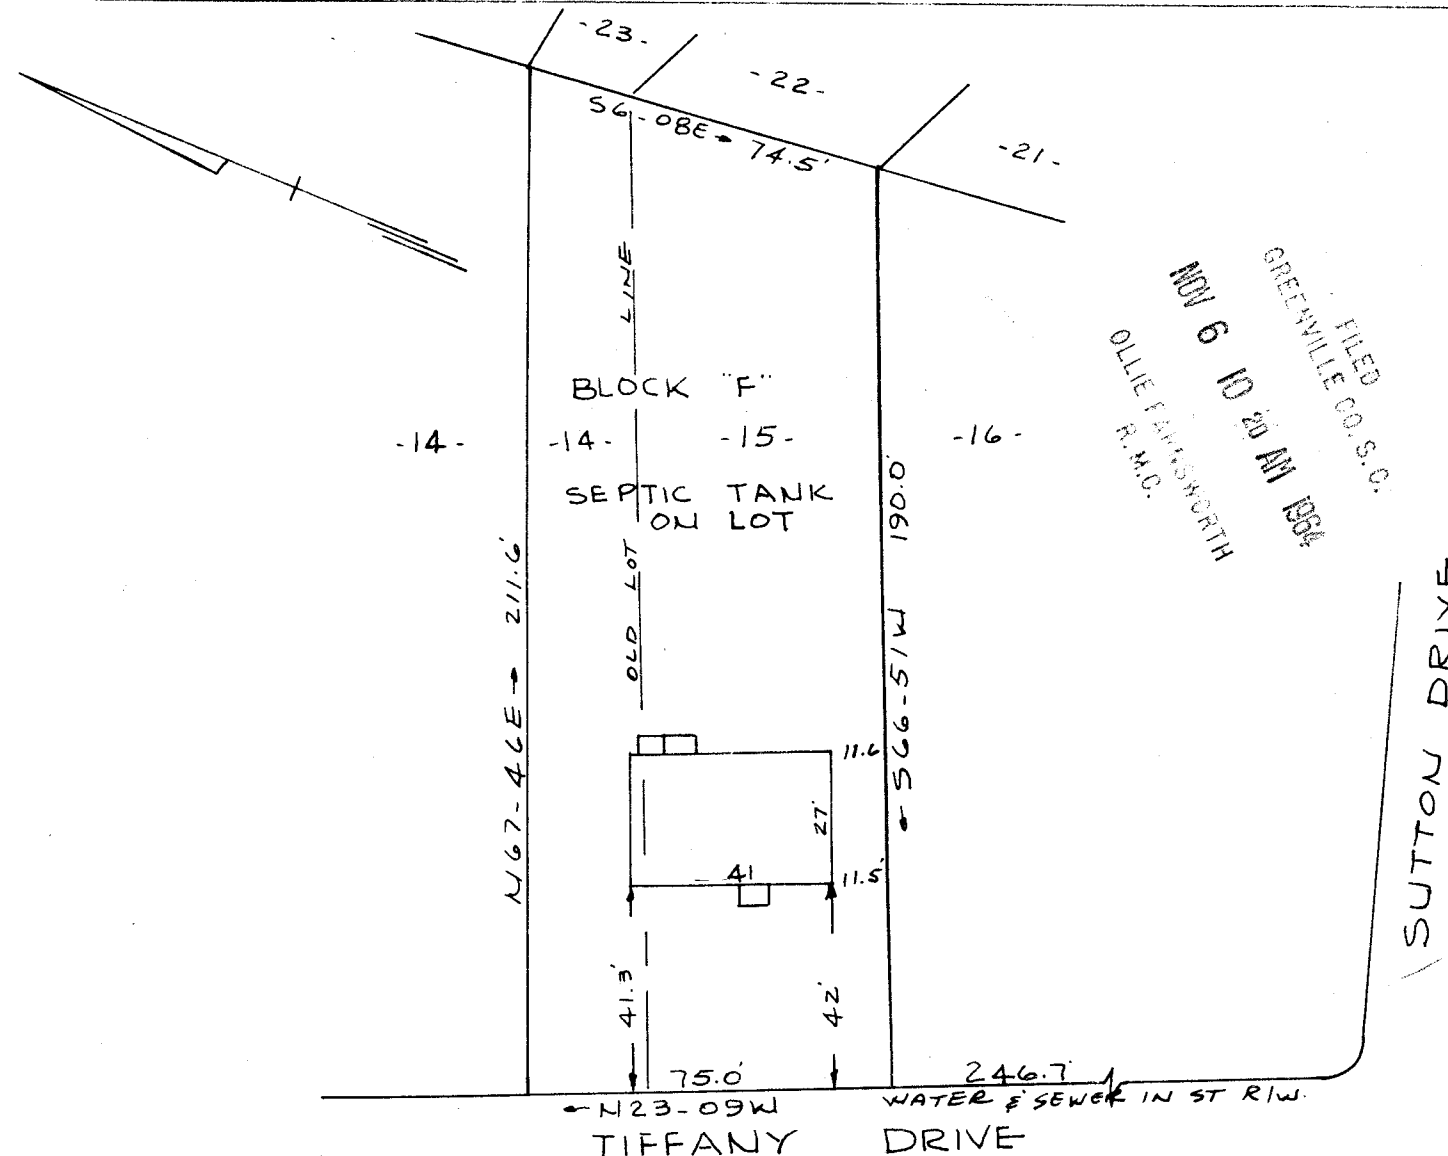 -23-
-22-
-21-
S6-08E 74.5'
LINE
BLOCK "F"
-14-
-14-
-15-
-16-
SEPTIC TANK
ON LOT
OLD LOT
N67-46E 211.6'
S66-51W 190.0'
11.6
27'
41
11.5'
41.3'
42'
75.0'
246.7'
N23-09W
WATER & SEWER IN ST R/W.
TIFFANY DRIVE
SUTTON DRIVE
FILED
GREENVILLE CO. S. C.
NOV 6 10 20 AM 1964
OLLIE FARNSWORTH
R. M. C.